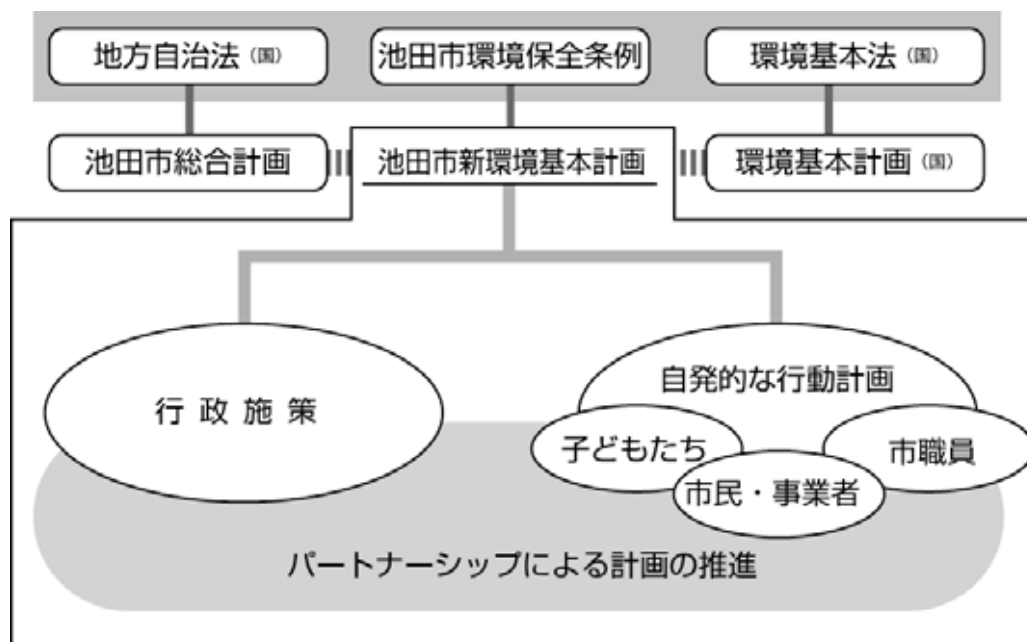 地方自治法（国）
池田市環境保全条例
環境基本法（国）
池田市総合計画
池田市新環境基本計画
環境基本計画（国）
行政施策
自発的な行動計画
子どもたち
市職員
市民・事業者
パートナーシップによる計画の推進